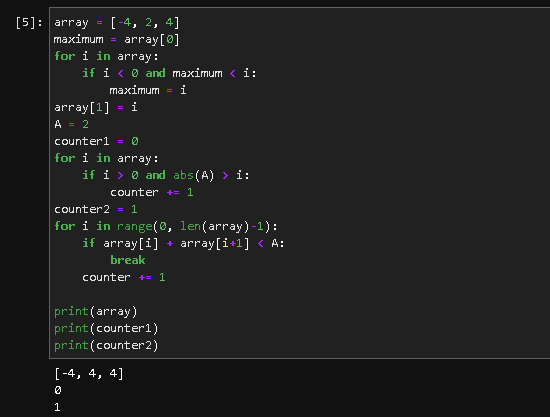 [5]: array = [-4, 2, 4]
maximum = array[0]
for i in array:
    if i < 0 and maximum < i:
        maximum = i
array[1] = i
A = 2
counter1 = 0
for i in array:
    if i > 0 and abs(A) > i:
        counter += 1
counter2 = 1
for i in range(0, len(array)-1):
    if array[i] + array[i+1] < A:
        break
    counter += 1

print(array)
print(counter1)
print(counter2)
[-4, 4, 4]
0
1